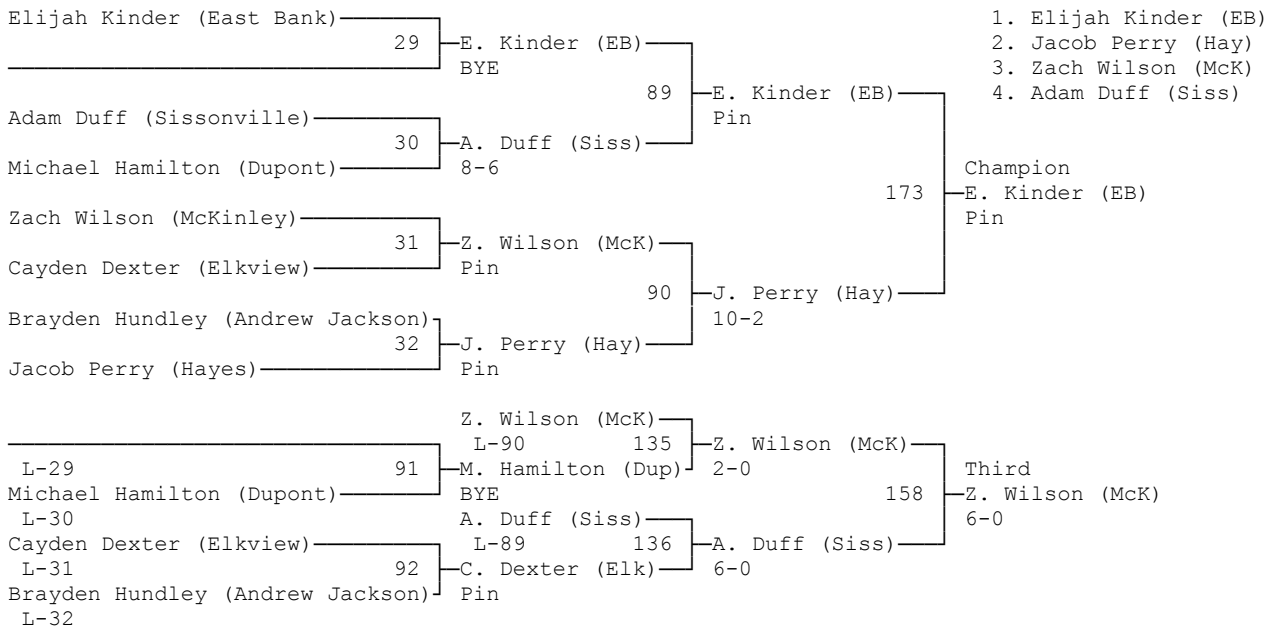 Elijah Kinder (East Bank) 1. Elijah Kinder (EB)
29 E. Kinder (EB) 2. Jacob Perry (Hay)
BYE 3. Zach Wilson (McK)
89 E. Kinder (EB) 4. Adam Duff (Siss)
Adam Duff (Sissonville) Pin
30 A. Duff (Siss)
Michael Hamilton (Dupont) 8-6 Champion
173 E. Kinder (EB)
Zach Wilson (McKinley) Pin
31 Z. Wilson (McK)
Cayden Dexter (Elkview) Pin
90 J. Perry (Hay)
Brayden Hundley (Andrew Jackson) 10-2
32 J. Perry (Hay)
Jacob Perry (Hayes) Pin
Z. Wilson (McK)
L-90 135 Z. Wilson (McK)
L-29 91 M. Hamilton (Dup) 2-0 Third
Michael Hamilton (Dupont) BYE 158 Z. Wilson (McK)
L-30 A. Duff (Siss) 6-0
Cayden Dexter (Elkview) L-89 136 A. Duff (Siss)
L-31 92 C. Dexter (Elk) 6-0
Brayden Hundley (Andrew Jackson) Pin
L-32